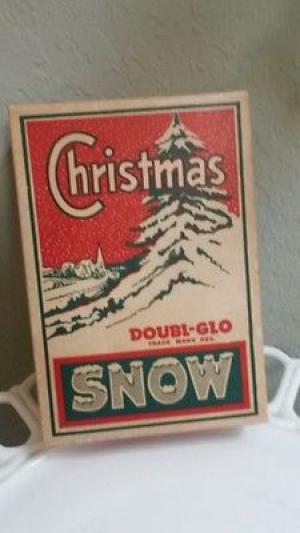 Christmas
DOUBL-GLO
TRADE MARK REG.
SNOW